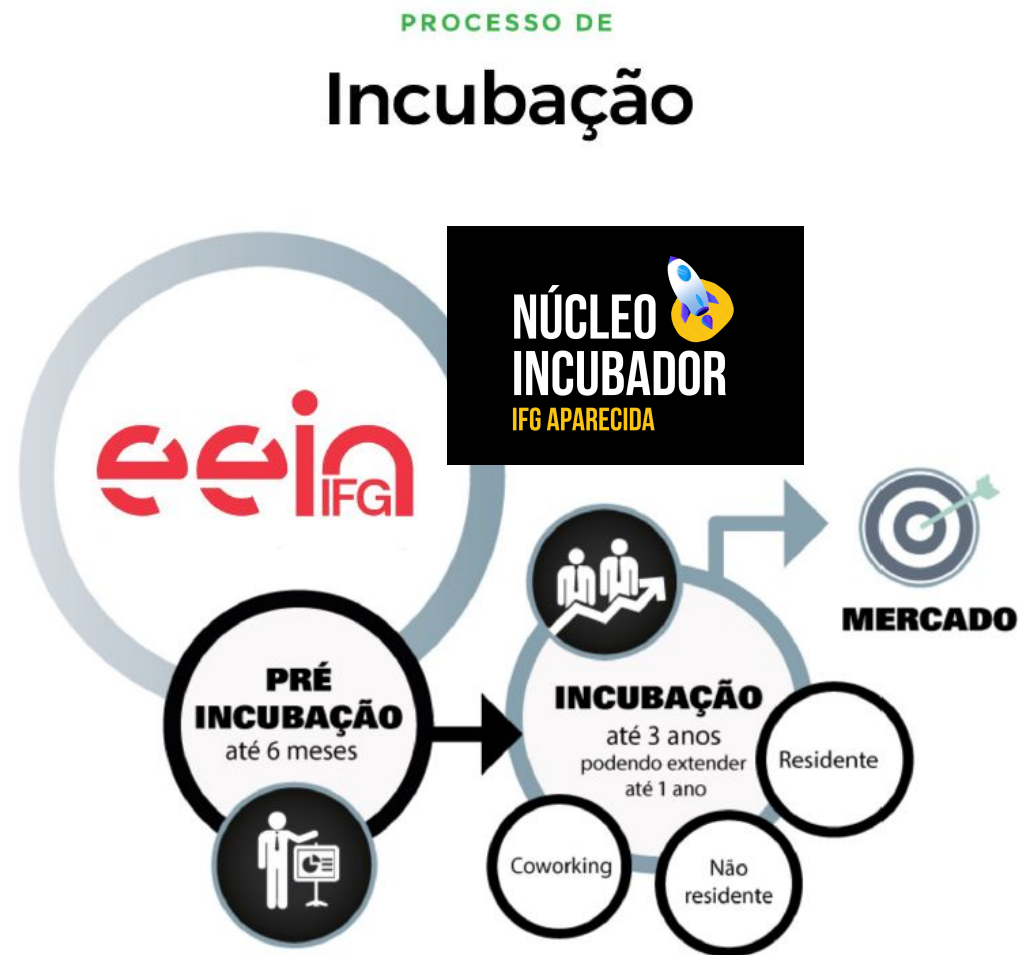 PROCESSO DE
Incubação
NÚCLEO
INCUBADOR
IFG APARECIDA
eein
IFG
MERCADO
PRÉ
INCUBAÇÃO
até 6 meses
INCUBAÇÃO
até 3 anos
podendo extender
até 1 ano
Residente
Coworking
Não
residente